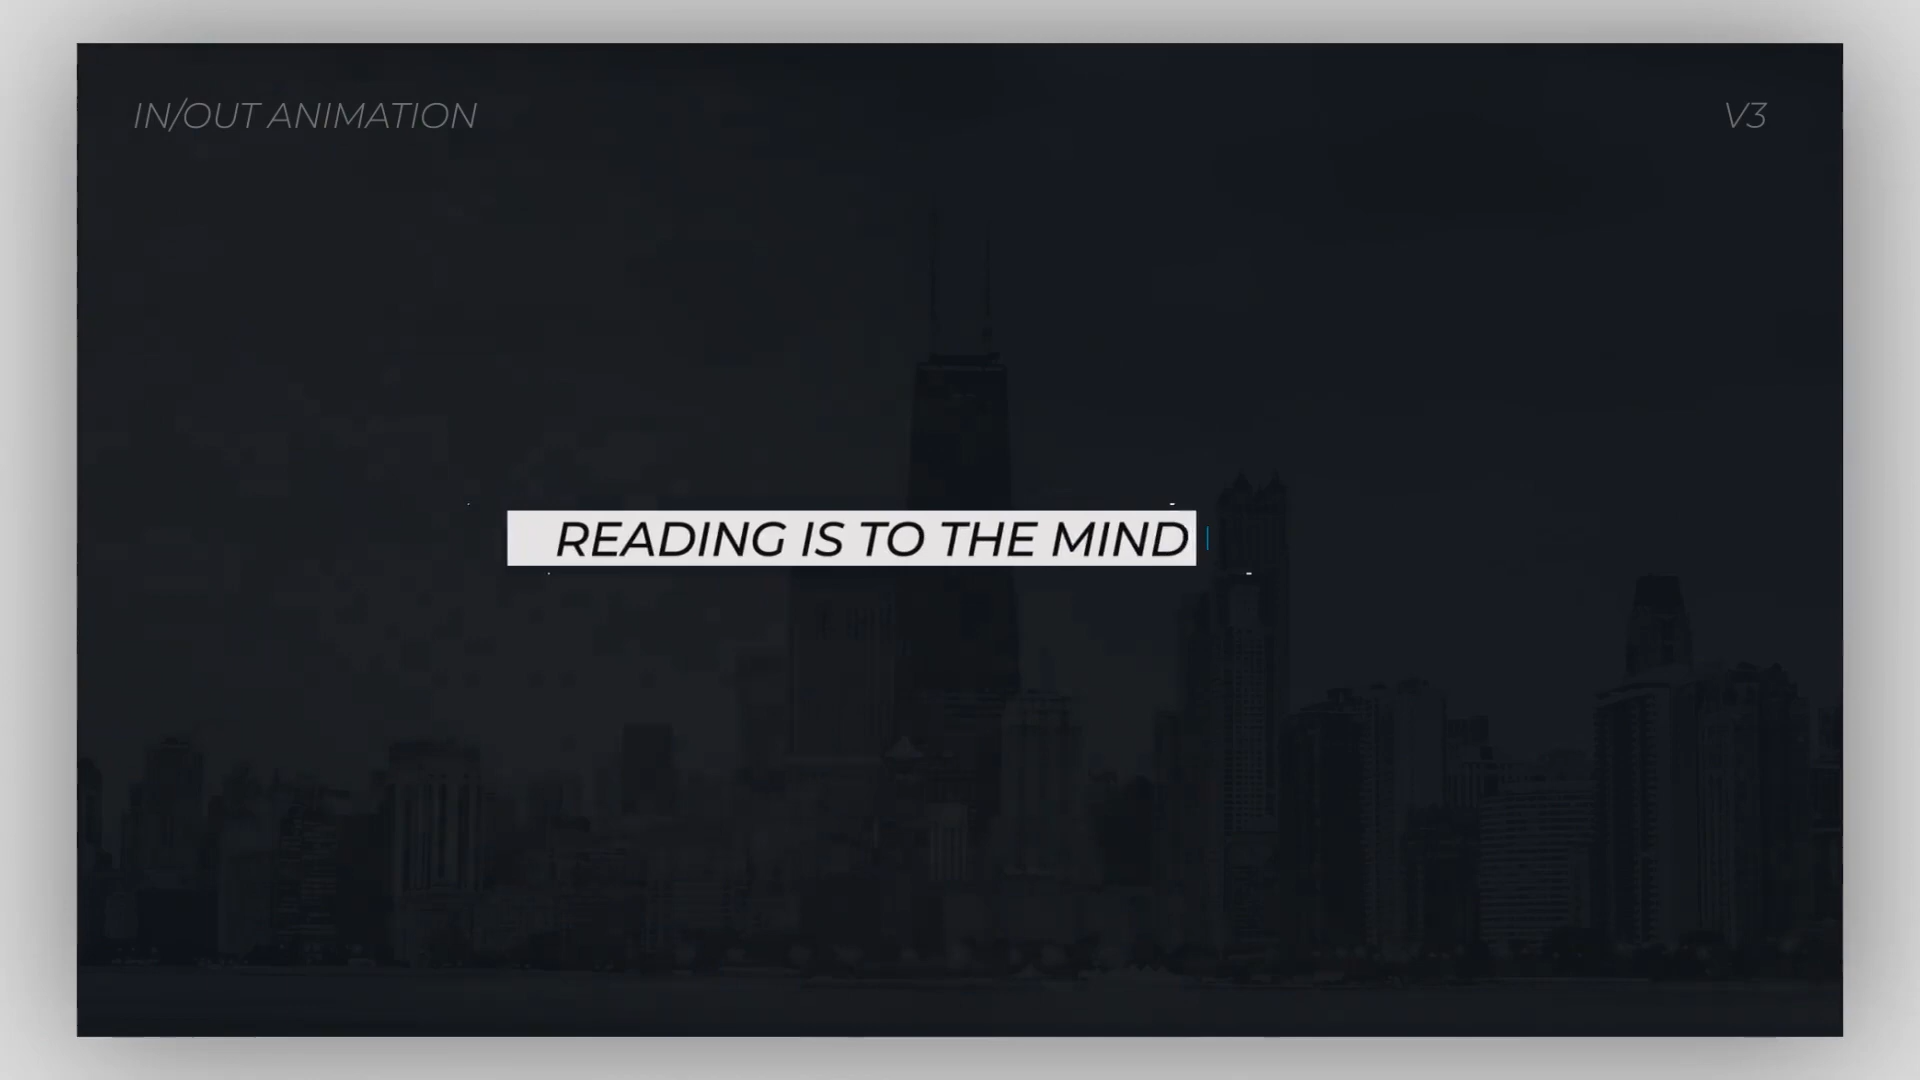 IN/OUT ANIMATION
V3
READING IS TO THE MIND